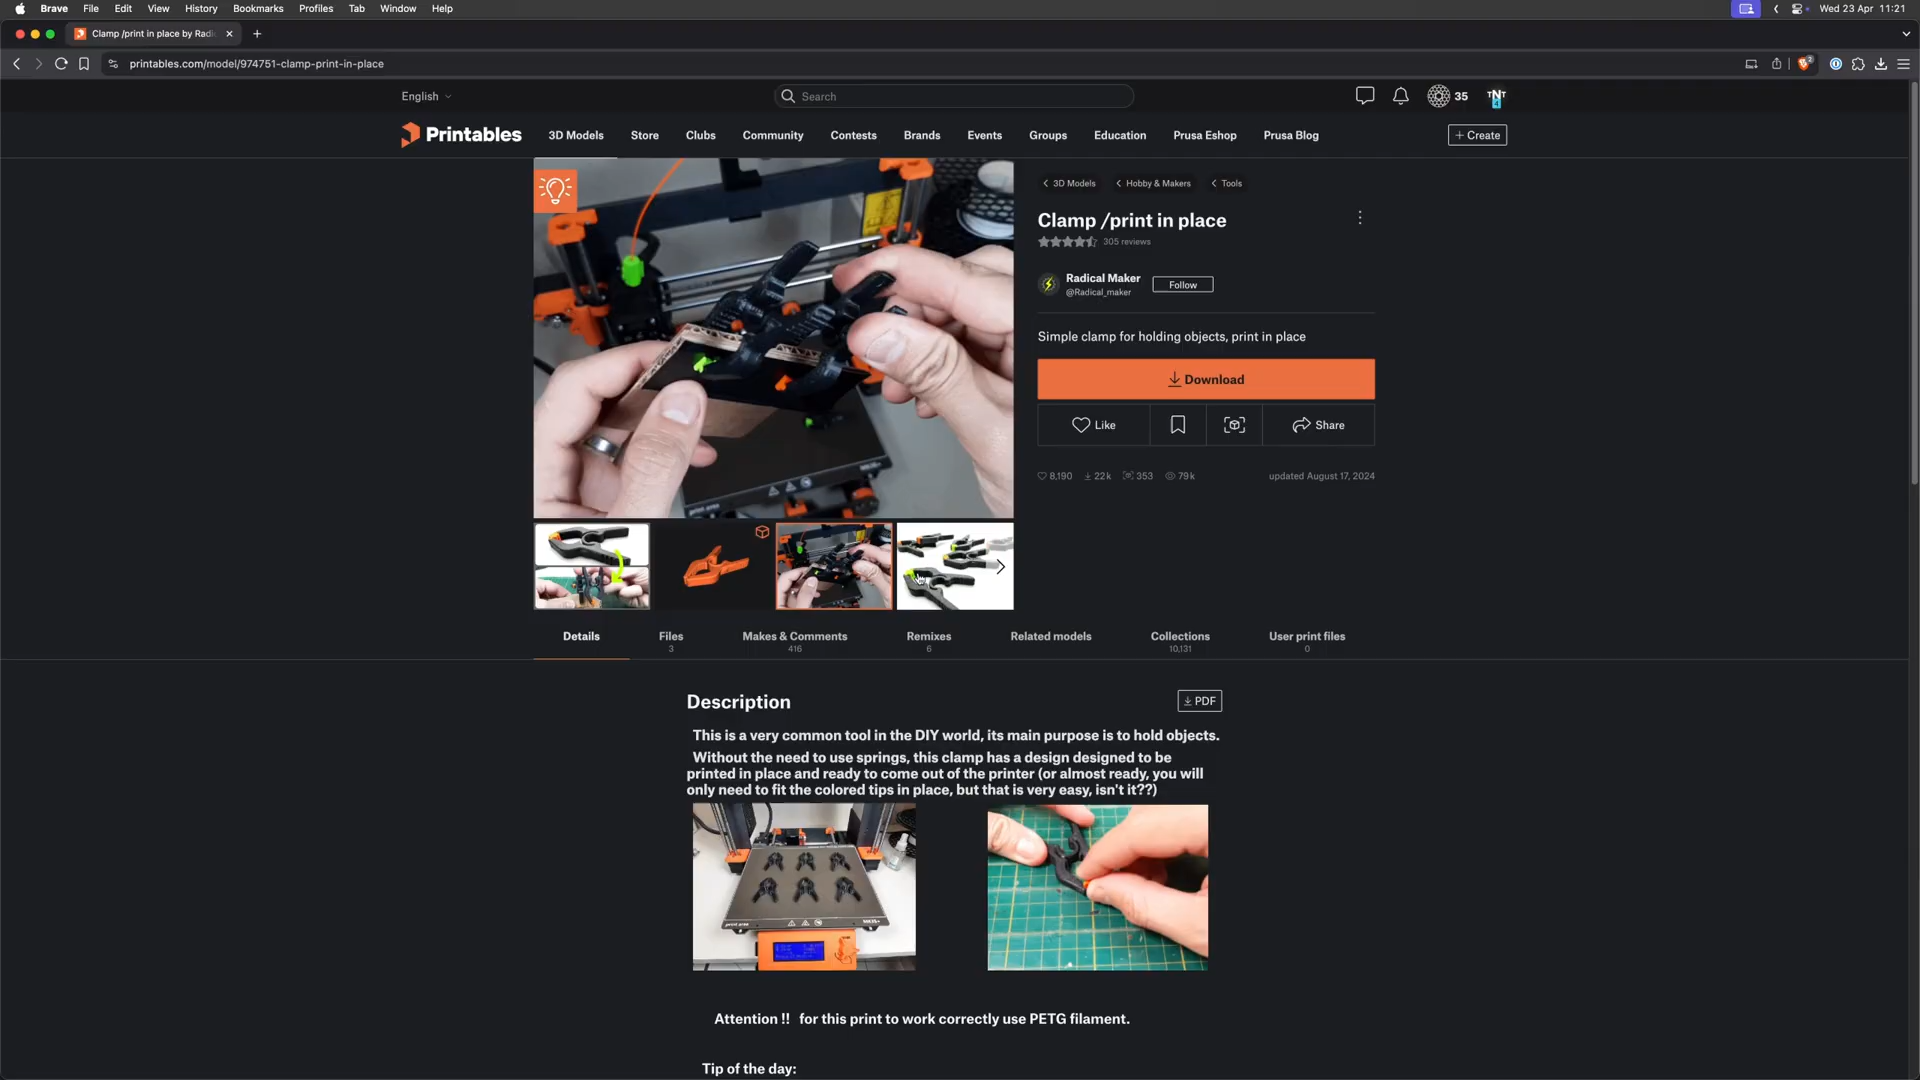 Brave File Edit View History Bookmarks Profiles Tab Window Help Wed 23 Apr 11:21
Clamp /print in place by Radi
printables.com/model/974751-clamp-print-in-place
English Search 35
Printables 3D Models Store Clubs Community Contests Brands Events Groups Education Prusa Eshop Prusa Blog + Create
3D Models Hobby & Makers Tools
Clamp /print in place
305 reviews
Radical Maker
@Radical_maker
Follow
Simple clamp for holding objects, print in place
Download
Like Share
8,190 22k 353 79k updated August 17, 2024
Details Files Makes & Comments Remixes Related models Collections User print files
3 416 6 10,131 0
Description PDF
This is a very common tool in the DIY world, its main purpose is to hold objects.
Without the need to use springs, this clamp has a design designed to be
printed in place and ready to come out of the printer (or almost ready, you will
only need to fit the colored tips in place, but that is very easy, isn't it??)
Attention !! for this print to work correctly use PETG filament.
Tip of the day: